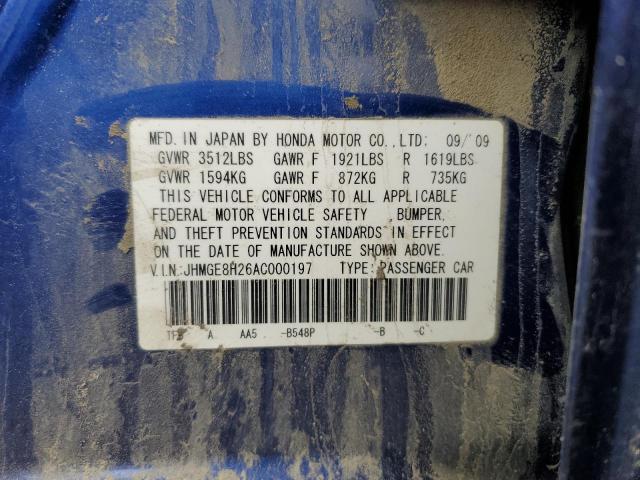 MFD. IN JAPAN BY HONDA MOTOR CO.,LTD: 09/'09
GVWR 3512LBS GAWR F 1921LBS R 1619LBS
GVWR 1594KG GAWR F 872KG R 735KG
THIS VEHICLE CONFORMS TO ALL APPLICABLE
FEDERAL MOTOR VEHICLE SAFETY ,BUMPER,
AND THEFT PREVENTION STANDARDS IN EFFECT
ON THE DATE OF MANUFACTURE SHOWN ABOVE.
V.I.N:JHMGE8H26AC000197 TYPE:PASSENGER CAR
A AA5 -B548P -B -C